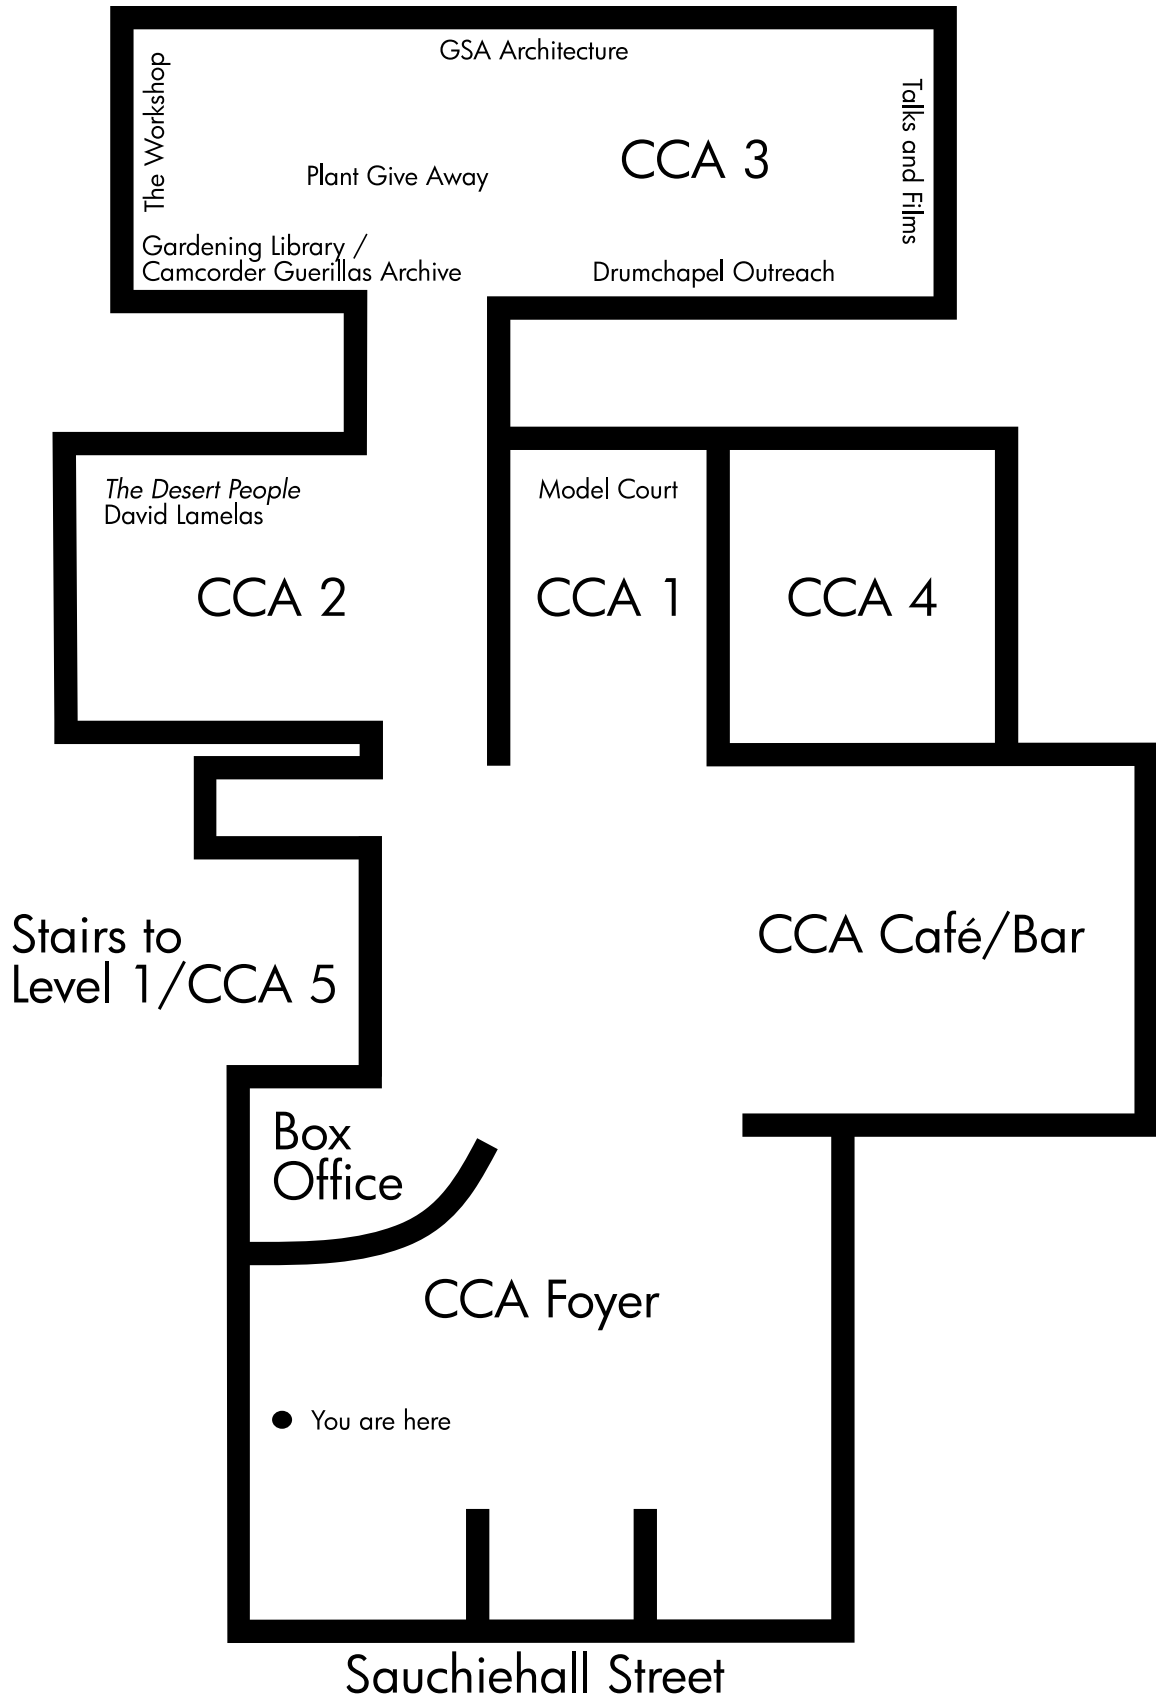 GSA Architecture
The Workshop
Talks and Films
CCA 3
Plant Give Away
Gardening Library /
Camcorder Guerillas Archive
Drumchapel Outreach
The Desert People
David Lamelas
Model Court
CCA 2
CCA 1
CCA 4
Stairs to
Level 1/CCA 5
CCA Café/Bar
Box
Office
CCA Foyer
You are here
Sauchiehall Street